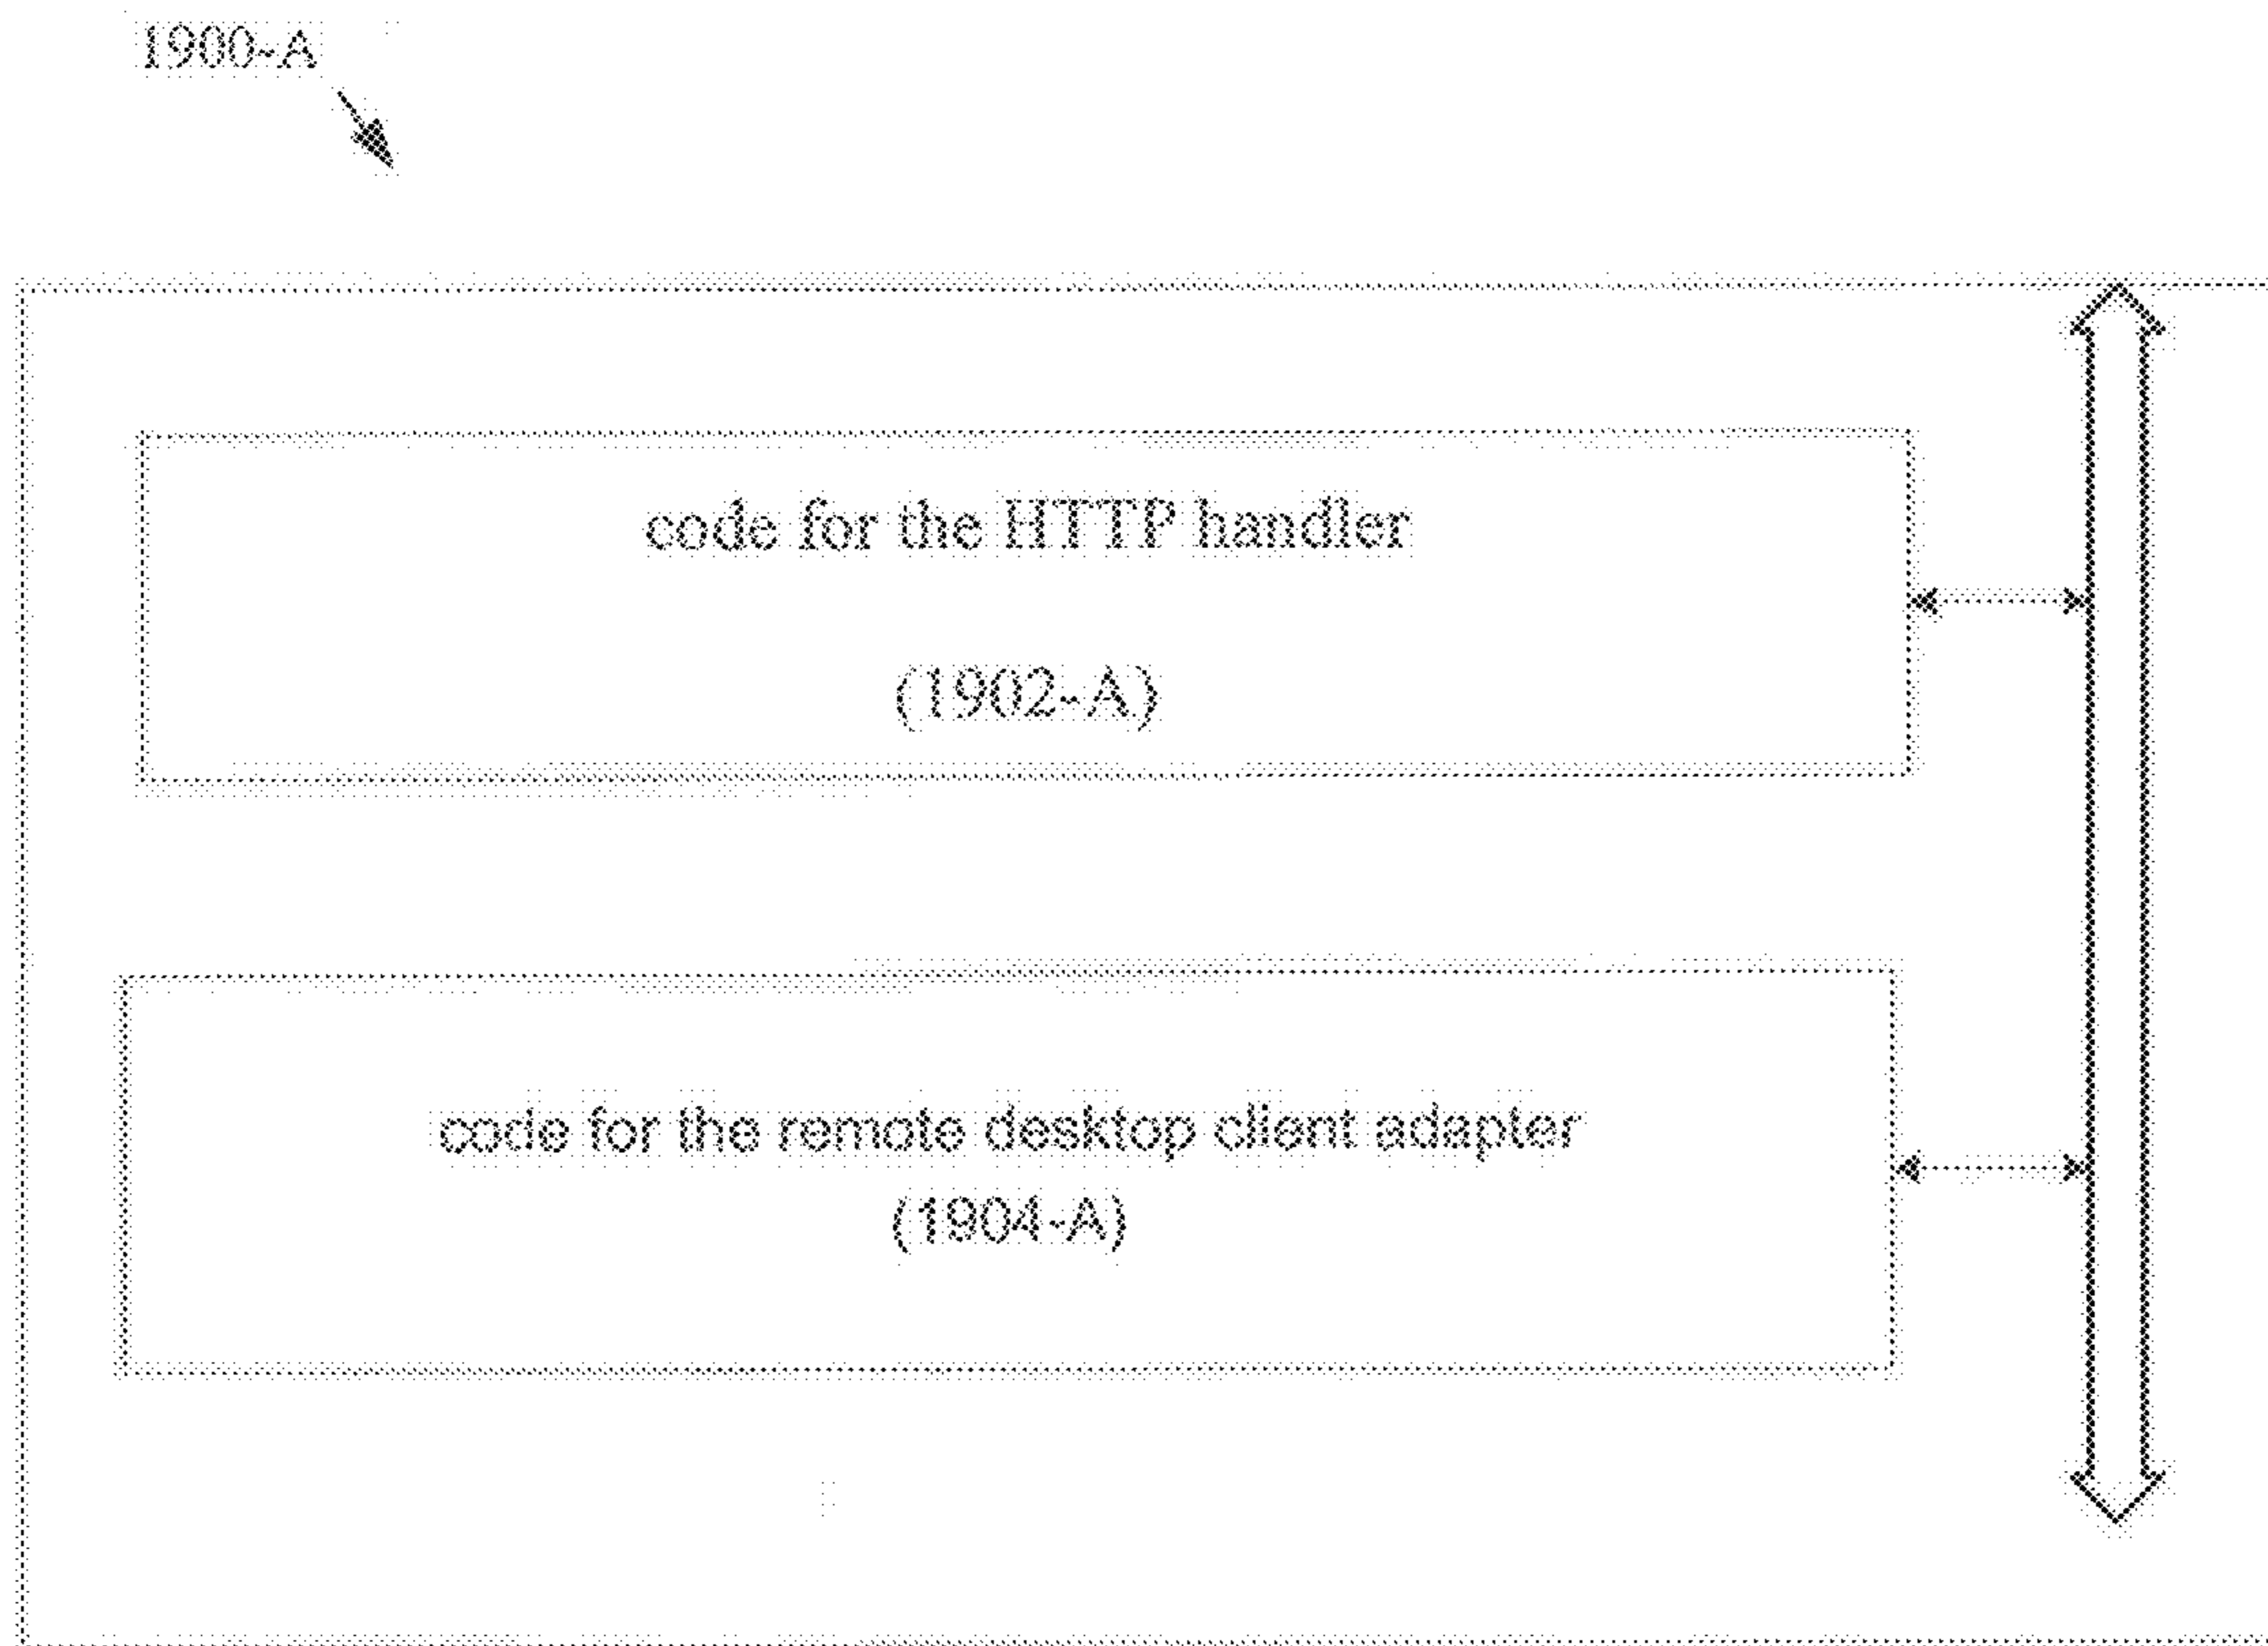 1900-A
code for the HTTP handler
(1902-A)
code for the remote desktop client adapter
(1904-A)